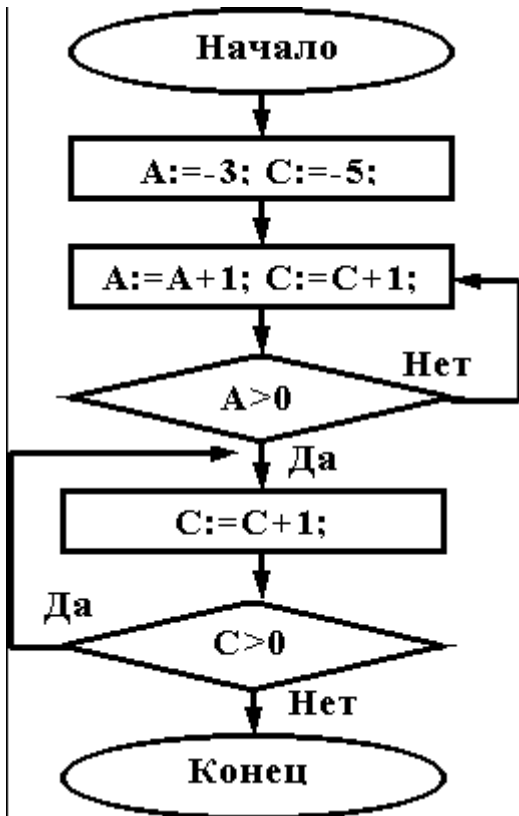 Начало
A:=-3; C:=-5;
A:=A+1; C:=C+1;
Нет
A>0
Да
C:=C+1;
Да
C>0
Нет
Конец